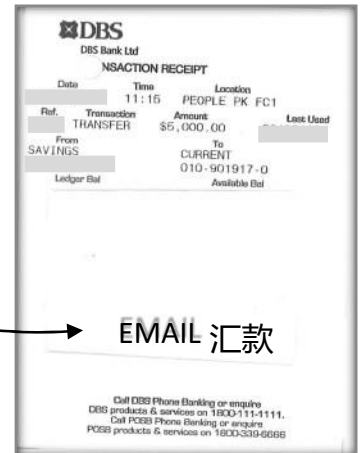 DBS
DBS Bank Ltd
NSACTION RECEIPT
Date Time Location
11:15 PEOPLE PK FC1
Ref. Transaction Amount Last Used
TRANSFER $5,000.00
From To
SAVINGS CURRENT
010-901917-0
Ledger Bal Available Bal
EMAIL 汇款
Call DBS Phone Banking or enquire
DBS products & services on 1800-111-1111.
Call POSB Phone Banking or enquire
POSB products & services on 1800-339-6666